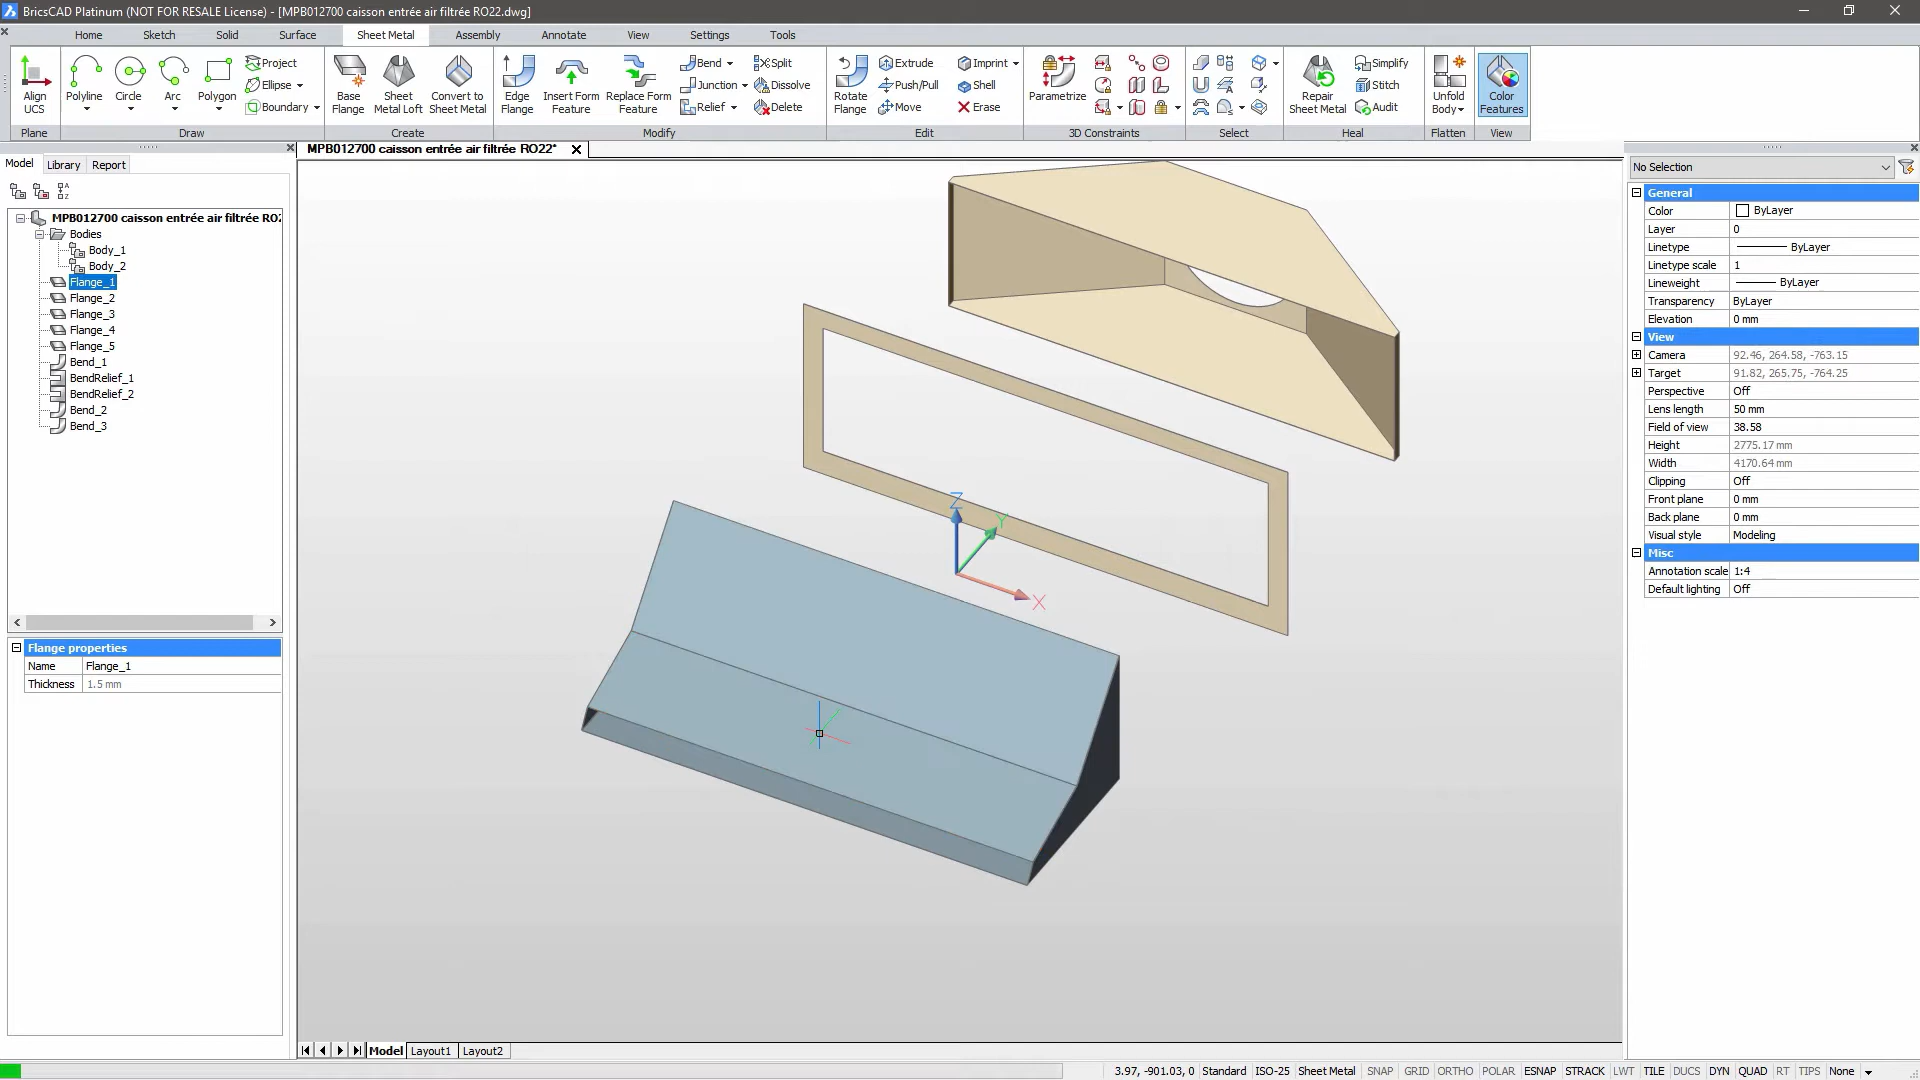 BricsCAD Platinum (NOT FOR RESALE License) - [MPB012700 caisson entrée air filtrée RO22.dwg]
Home Sketch Solid Surface Sheet Metal Assembly Annotate View Settings Tools
Align UCS
Polyline
Circle
Arc
Polygon
Project
Ellipse
Boundary
Base Flange
Sheet Metal Loft
Convert to Sheet Metal
Edge Flange
Insert Form Feature
Replace Form Feature
Bend
Junction
Relief
Split
Dissolve
Delete
Rotate Flange
Extrude
Push/Pull
Move
Imprint
Shell
Erase
Parametrize
Repair Sheet Metal
Simplify
Stitch
Audit
Unfold Body
Color Features
Plane Draw Create Modify Edit 3D Constraints Select Heal Flatten View
MPB012700 caisson entrée air filtrée RO22*
Model Library Report
MPB012700 caisson entrée air filtrée RO2
Bodies
Body_1
Body_2
Flange_1
Flange_2
Flange_3
Flange_4
Flange_5
Bend_1
BendRelief_1
BendRelief_2
Bend_2
Bend_3
Flange properties
Name Flange_1
Thickness 1.5 mm
Z
Y
X
No Selection
General
Color ByLayer
Layer 0
Linetype ByLayer
Linetype scale 1
Lineweight ByLayer
Transparency ByLayer
Elevation 0 mm
View
Camera 92.46, 264.58, -763.15
Target 91.82, 265.75, -764.25
Perspective Off
Lens length 50 mm
Field of view 38.58
Height 2775.17 mm
Width 4170.64 mm
Clipping Off
Front plane 0 mm
Back plane 0 mm
Visual style Modeling
Misc
Annotation scale 1:4
Default lighting Off
Model Layout1 Layout2
3.97, -901.03, 0 Standard ISO-25 Sheet Metal SNAP GRID ORTHO POLAR ESNAP STRACK LWT TILE DUCS DYN QUAD RT TIPS None